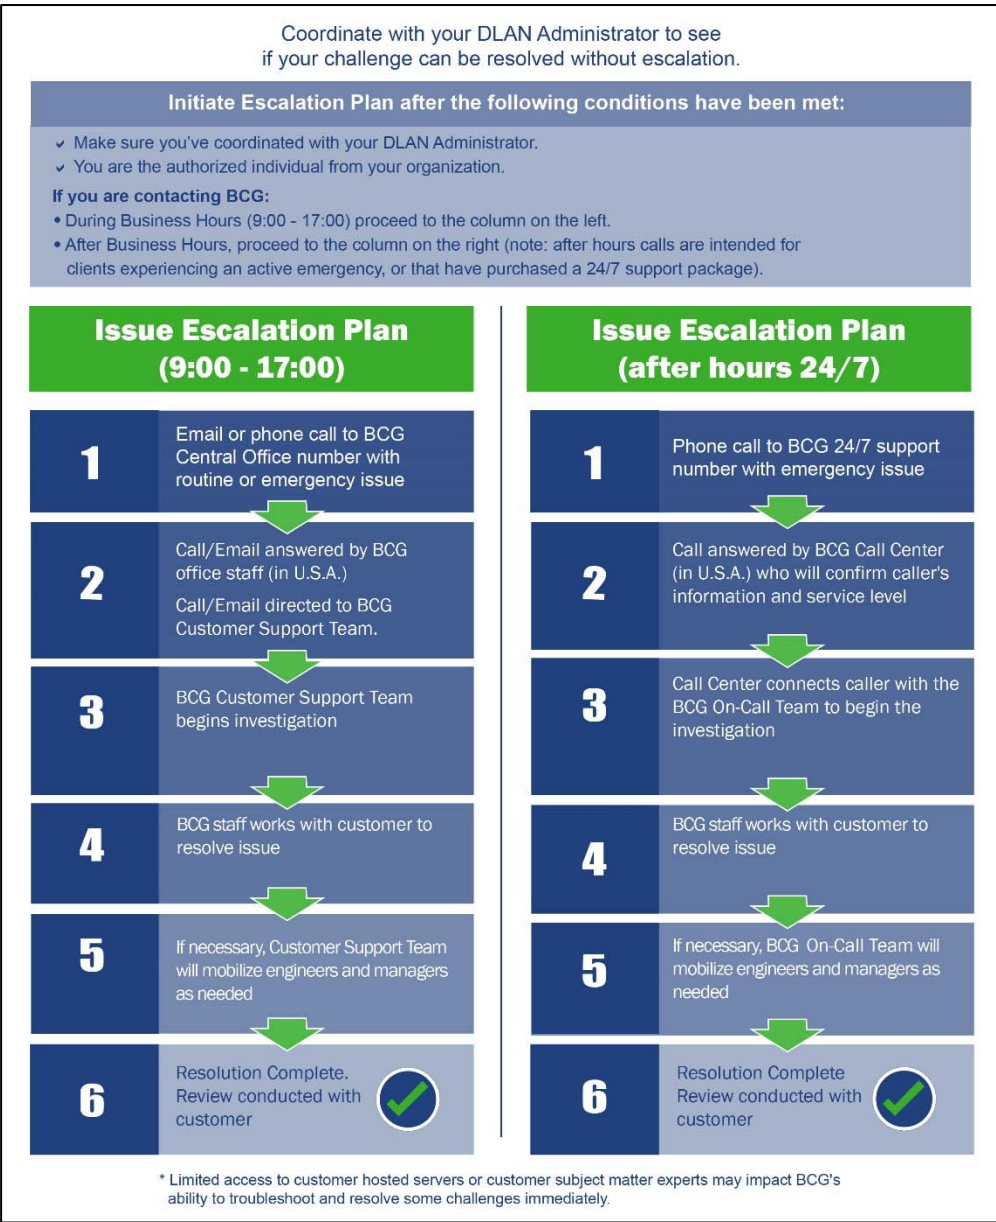 Coordinate with your DLAN Administrator to see
if your challenge can be resolved without escalation.
Initiate Escalation Plan after the following conditions have been met:
✓ Make sure you've coordinated with your DLAN Administrator.
✓ You are the authorized individual from your organization.
If you are contacting BCG:
• During Business Hours (9:00 - 17:00) proceed to the column on the left.
• After Business Hours, proceed to the column on the right (note: after hours calls are intended for
clients experiencing an active emergency, or that have purchased a 24/7 support package).
Issue Escalation Plan
(9:00 - 17:00)
1
Email or phone call to BCG
Central Office number with
routine or emergency issue
2
Call/Email answered by BCG
office staff (in U.S.A.)
Call/Email directed to BCG
Customer Support Team.
3
BCG Customer Support Team
begins investigation
4
BCG staff works with customer to
resolve issue
5
If necessary, Customer Support Team
will mobilize engineers and managers
as needed
6
Resolution Complete.
Review conducted with
customer
Issue Escalation Plan
(after hours 24/7)
1
Phone call to BCG 24/7 support
number with emergency issue
2
Call answered by BCG Call Center
(in U.S.A.) who will confirm caller's
information and service level
3
Call Center connects caller with the
BCG On-Call Team to begin the
investigation
4
BCG staff works with customer to
resolve issue
5
If necessary, BCG On-Call Team will
mobilize engineers and managers as
needed
6
Resolution Complete
Review conducted with
customer
* Limited access to customer hosted servers or customer subject matter experts may impact BCG's
ability to troubleshoot and resolve some challenges immediately.